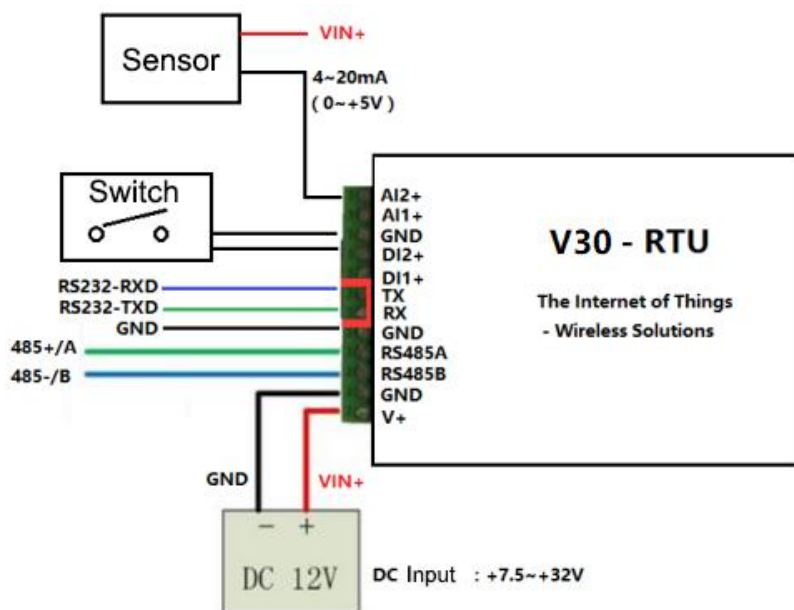 VIN+
Sensor
4~20mA
( 0~+5V )
Switch
AI2+
AI1+
GND
DI2+
DI1+
TX
RX
GND
RS485A
RS485B
GND
V+
V30 - RTU
The Internet of Things
- Wireless Solutions
RS232-RXD
RS232-TXD
GND
485+/A
485-/B
GND
VIN+
− +
DC 12V
DC Input : +7.5~+32V